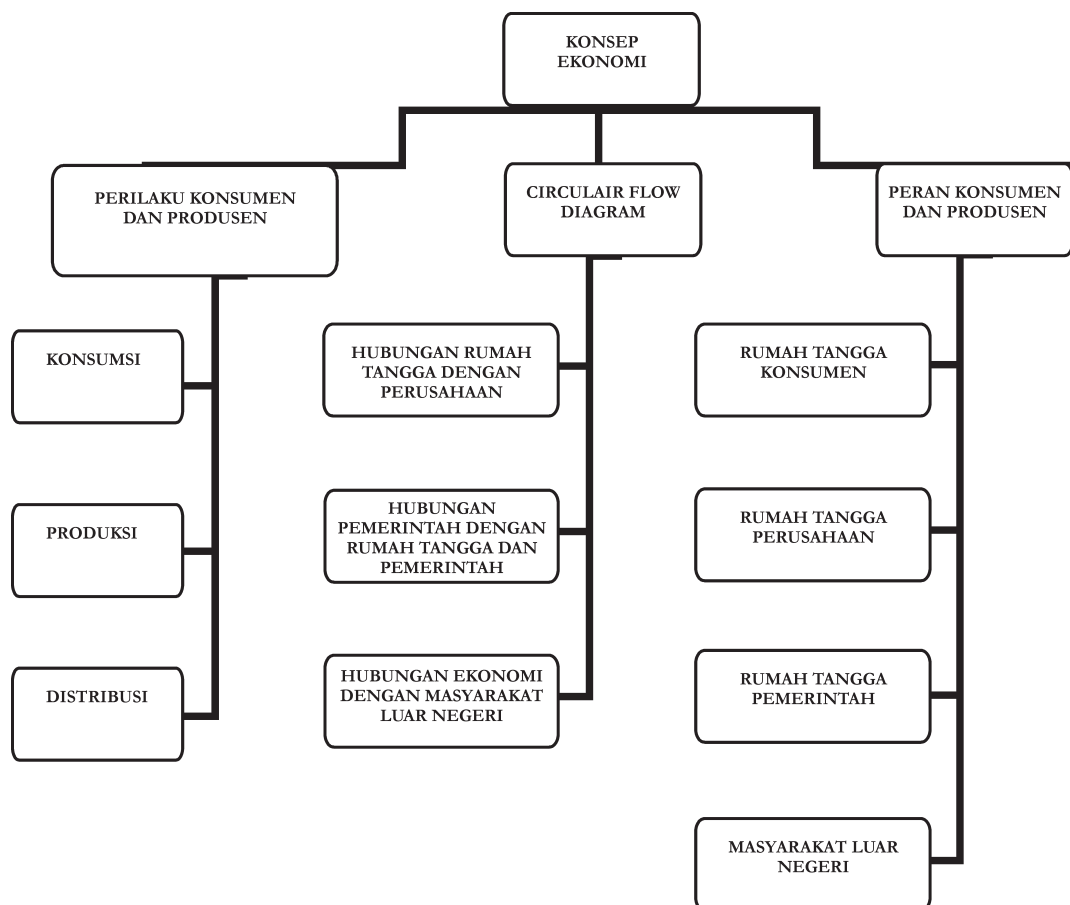 KONSEP
EKONOMI
PERILAKU KONSUMEN
DAN PRODUSEN
CIRCULAIR FLOW
DIAGRAM
PERAN KONSUMEN
DAN PRODUSEN
KONSUMSI
PRODUKSI
DISTRIBUSI
HUBUNGAN RUMAH
TANGGA DENGAN
PERUSAHAAN
HUBUNGAN
PEMERINTAH DENGAN
RUMAH TANGGA DAN
PEMERINTAH
HUBUNGAN EKONOMI
DENGAN MASYARAKAT
LUAR NEGERI
RUMAH TANGGA
KONSUMEN
RUMAH TANGGA
PERUSAHAAN
RUMAH TANGGA
PEMERINTAH
MASYARAKAT LUAR
NEGERI